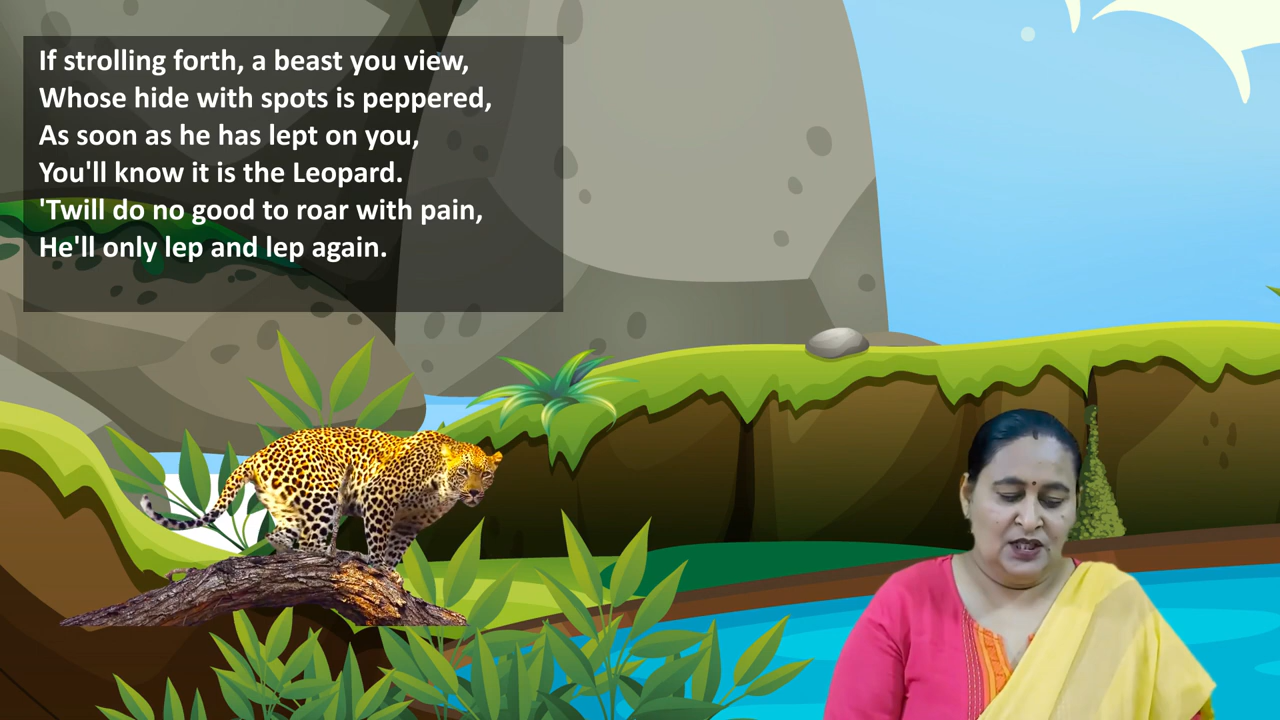 If strolling forth, a beast you view,
Whose hide with spots is peppered,
As soon as he has lept on you,
You'll know it is the Leopard.
'Twill do no good to roar with pain,
He'll only lep and lep again.